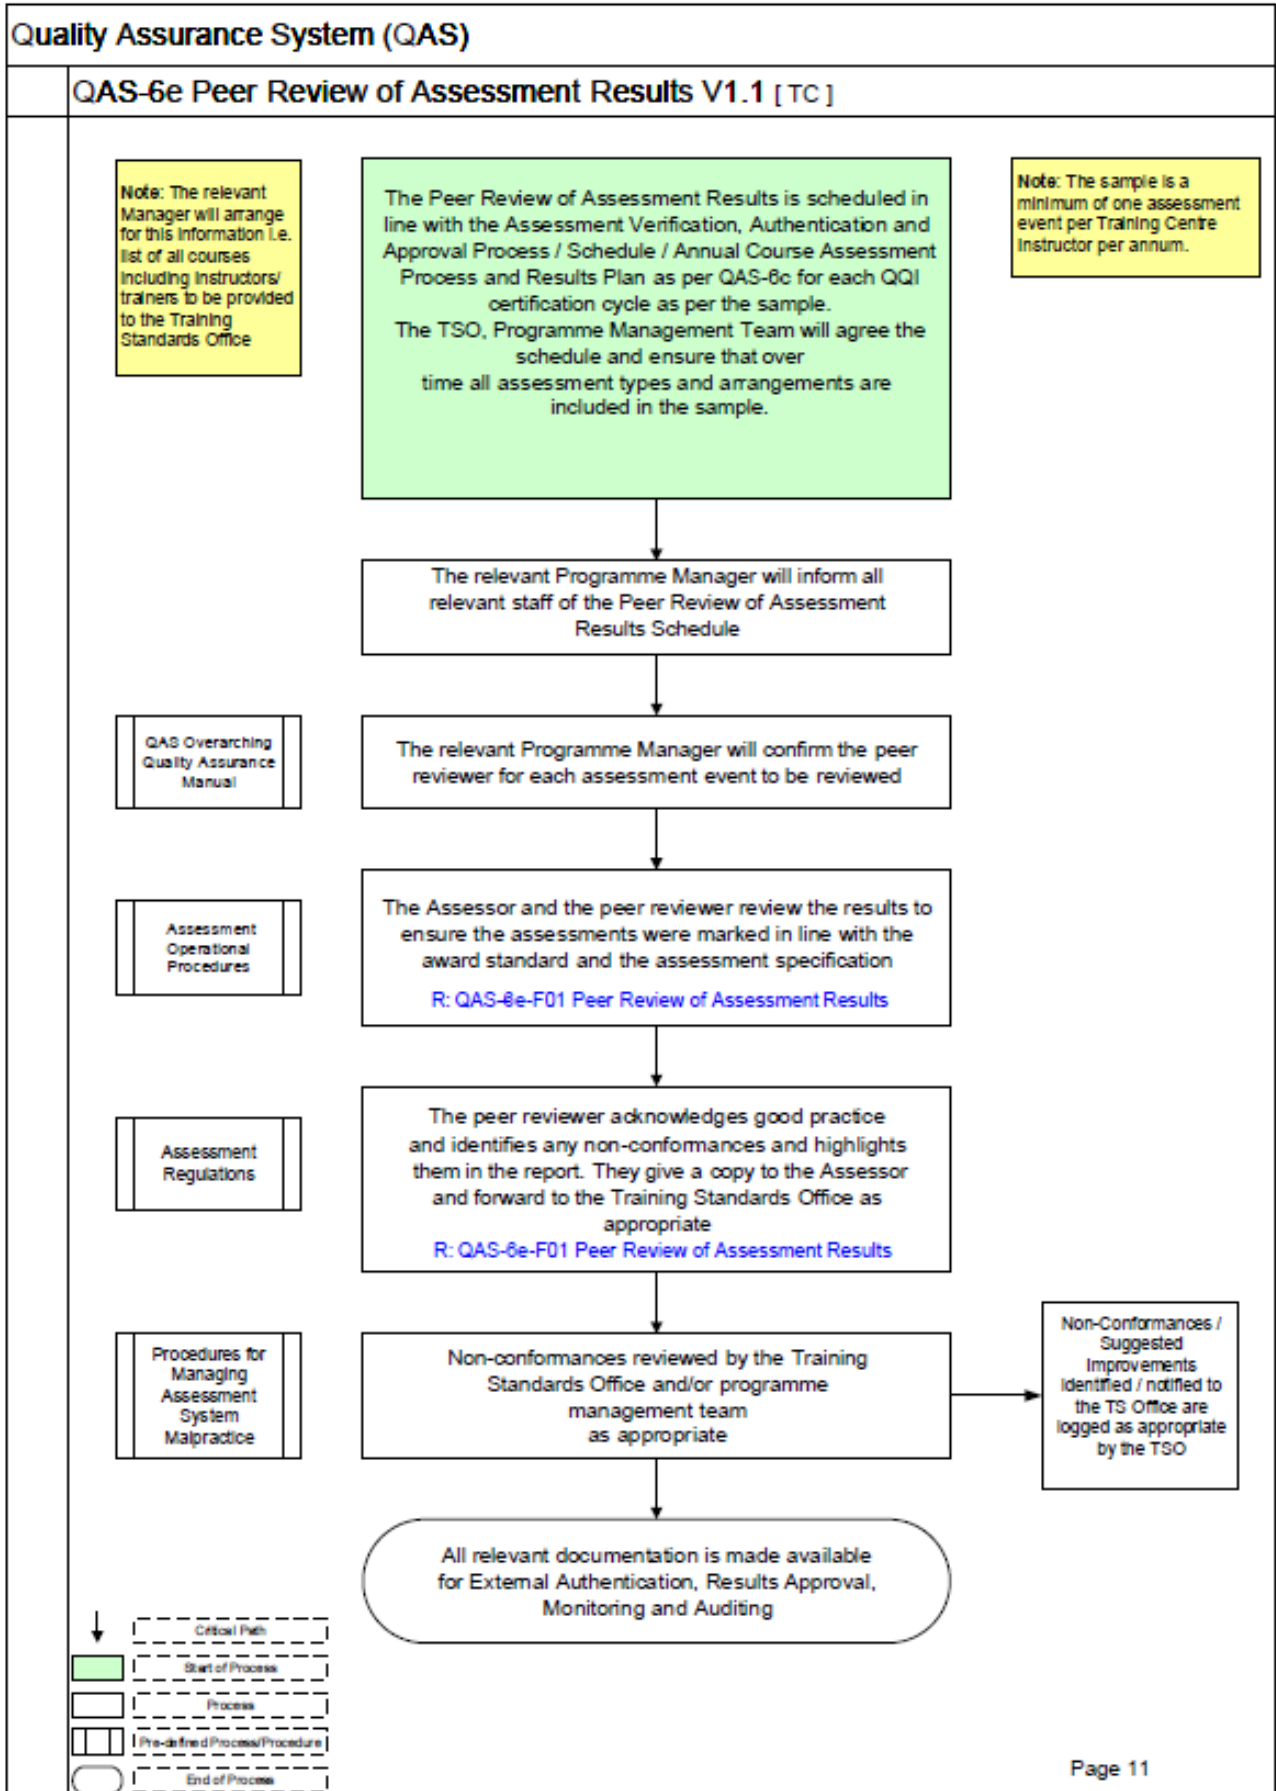 Quality Assurance System (QAS)
QAS-6e Peer Review of Assessment Results V1.1 [ TC ]
Note: The relevant
Manager will arrange
for this information i.e.
list of all courses
including instructors/
trainers to be provided
to the Training
Standards Office
The Peer Review of Assessment Results is scheduled in
line with the Assessment Verification, Authentication and
Approval Process / Schedule / Annual Course Assessment
Process and Results Plan as per QAS-6c for each QQI
certification cycle as per the sample.
The TSO, Programme Management Team will agree the
schedule and ensure that over
time all assessment types and arrangements are
included in the sample.
Note: The sample is a
minimum of one assessment
event per Training Centre
Instructor per annum.
The relevant Programme Manager will inform all
relevant staff of the Peer Review of Assessment
Results Schedule
QAS Overarching
Quality Assurance
Manual
The relevant Programme Manager will confirm the peer
reviewer for each assessment event to be reviewed
Assessment
Operational
Procedures
The Assessor and the peer reviewer review the results to
ensure the assessments were marked in line with the
award standard and the assessment specification
R: QAS-6e-F01 Peer Review of Assessment Results
Assessment
Regulations
The peer reviewer acknowledges good practice
and identifies any non-conformances and highlights
them in the report. They give a copy to the Assessor
and forward to the Training Standards Office as
appropriate
R: QAS-6e-F01 Peer Review of Assessment Results
Procedures for
Managing
Assessment
System
Malpractice
Non-conformances reviewed by the Training
Standards Office and/or programme
management team
as appropriate
Non-Conformances /
Suggested
Improvements
identified / notified to
the TS Office are
logged as appropriate
by the TSO
All relevant documentation is made available
for External Authentication, Results Approval,
Monitoring and Auditing
Critical Path
Start of Process
Process
Pre-defined Process/Procedure
End of Process
Page 11